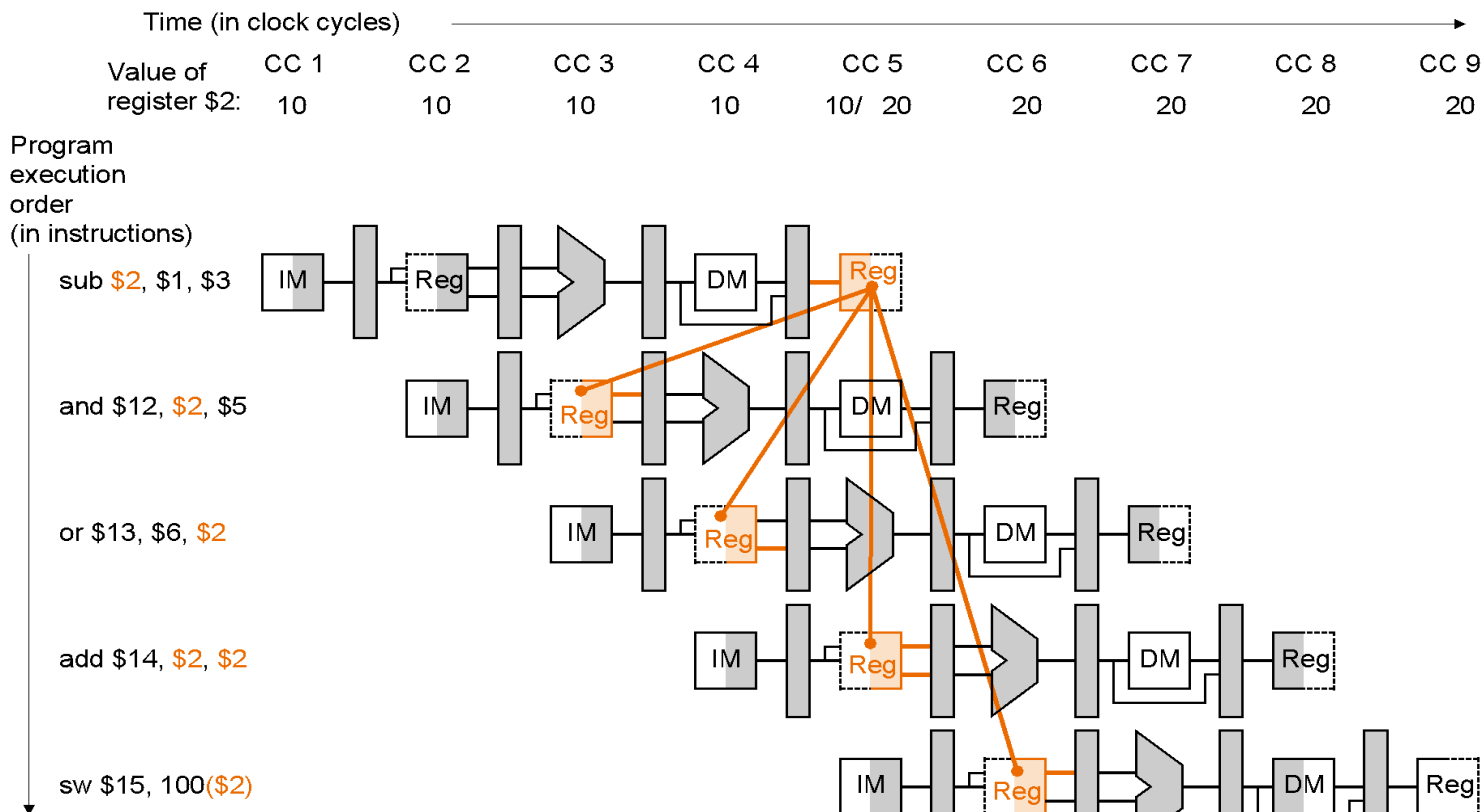 Time (in clock cycles)
Value of
register $2:
CC 1 CC 2 CC 3 CC 4 CC 5 CC 6 CC 7 CC 8 CC 9
10 10 10 10 10/ 20 20 20 20 20
Program
execution
order
(in instructions)
sub $2, $1, $3
IM Reg DM Reg
and $12, $2, $5
IM Reg DM Reg
or $13, $6, $2
IM Reg DM Reg
add $14, $2, $2
IM Reg DM Reg
sw $15, 100($2)
IM Reg DM Reg